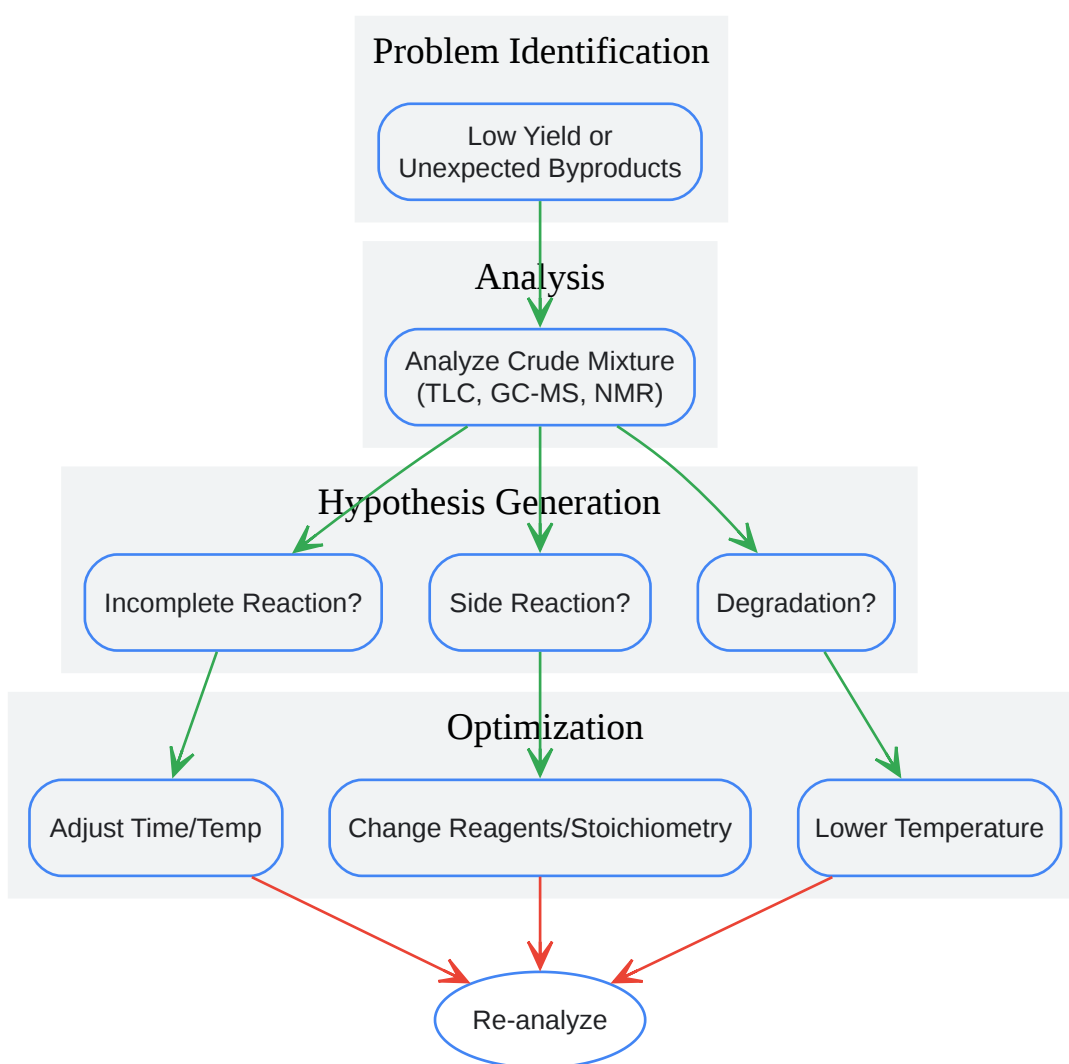 Problem Identification
Low Yield or
Unexpected Byproducts
Analysis
Analyze Crude Mixture
(TLC, GC-MS, NMR)
Hypothesis Generation
Incomplete Reaction?
Side Reaction?
Degradation?
Optimization
Adjust Time/Temp
Change Reagents/Stoichiometry
Lower Temperature
Re-analyze